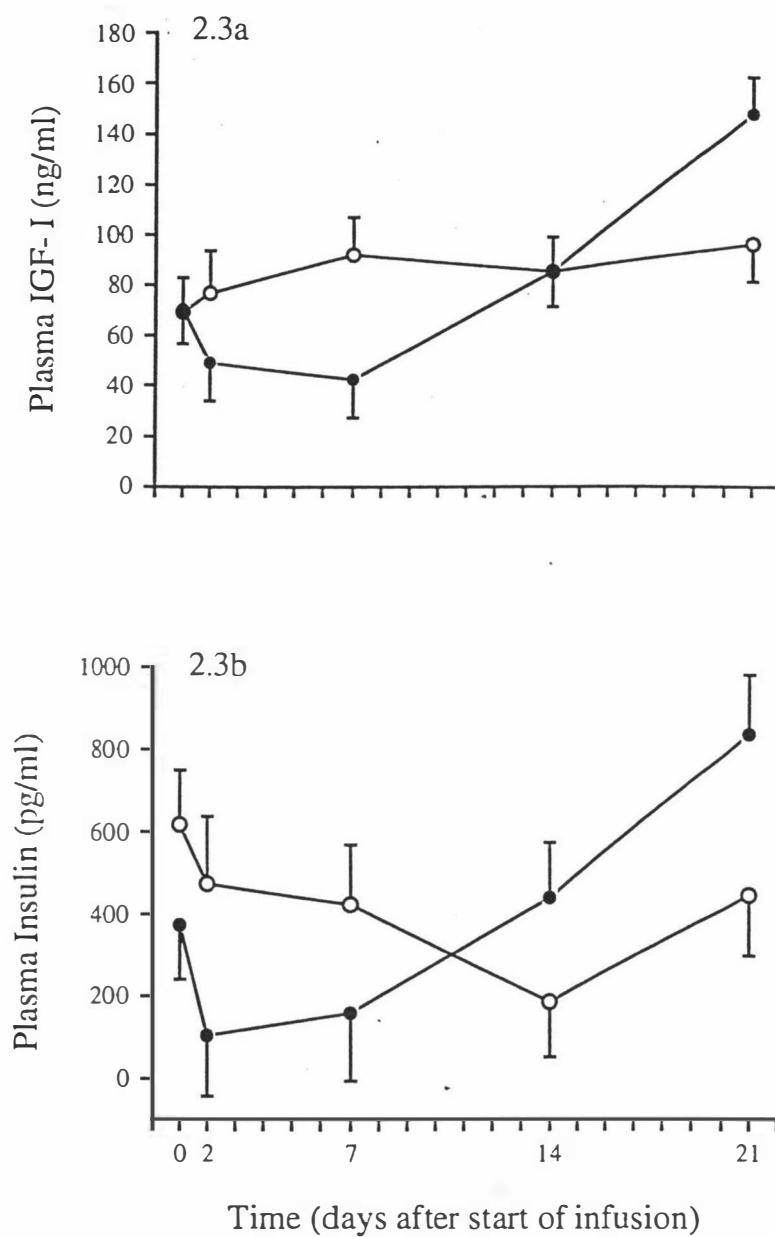 2.3a
180
160
140
120
100
80
60
40
20
0
Plasma IGF-I (ng/ml)
2.3b
1000
800
600
400
200
0
Plasma Insulin (pg/ml)
0 2 7 14 21
Time (days after start of infusion)